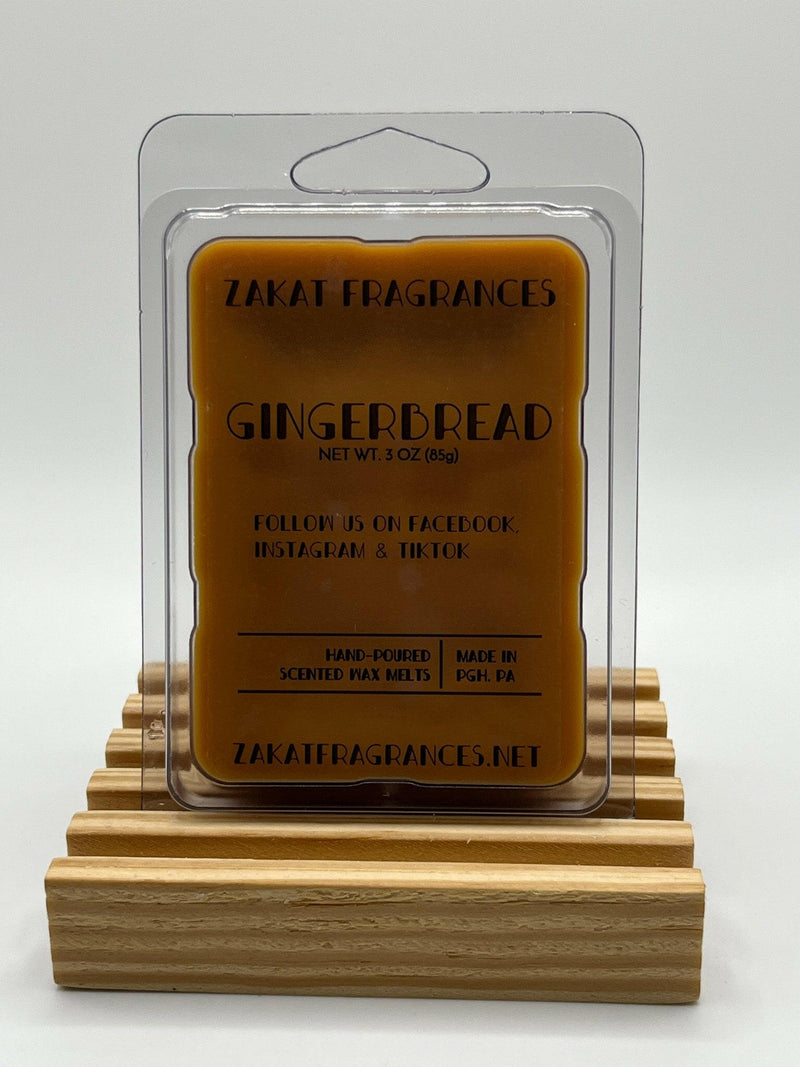 ZAKAT FRAGRANCES
GINGERBREAD
NET WT. 3 OZ (85g)
FOLLOW US ON FACEBOOK,
INSTAGRAM & TIKTOK
HAND-POURED
SCENTED WAX MELTS
MADE IN
PGH, PA
ZAKATFRAGRANCES.NET